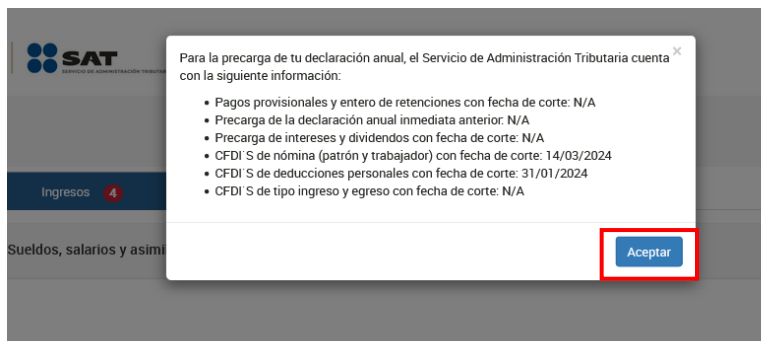 SAT
SERVICIO DE ADMINISTRACIÓN TRIBUTAR
Para la precarga de tu declaración anual, el Servicio de Administración Tributaria cuenta ×
con la siguiente información:
• Pagos provisionales y entero de retenciones con fecha de corte: N/A
• Precarga de la declaración anual inmediata anterior: N/A
• Precarga de intereses y dividendos con fecha de corte: N/A
• CFDI´S de nómina (patrón y trabajador) con fecha de corte: 14/03/2024
• CFDI´S de deducciones personales con fecha de corte: 31/01/2024
• CFDI´S de tipo ingreso y egreso con fecha de corte: N/A
Ingresos 4
Aceptar
Sueldos, salarios y asimi